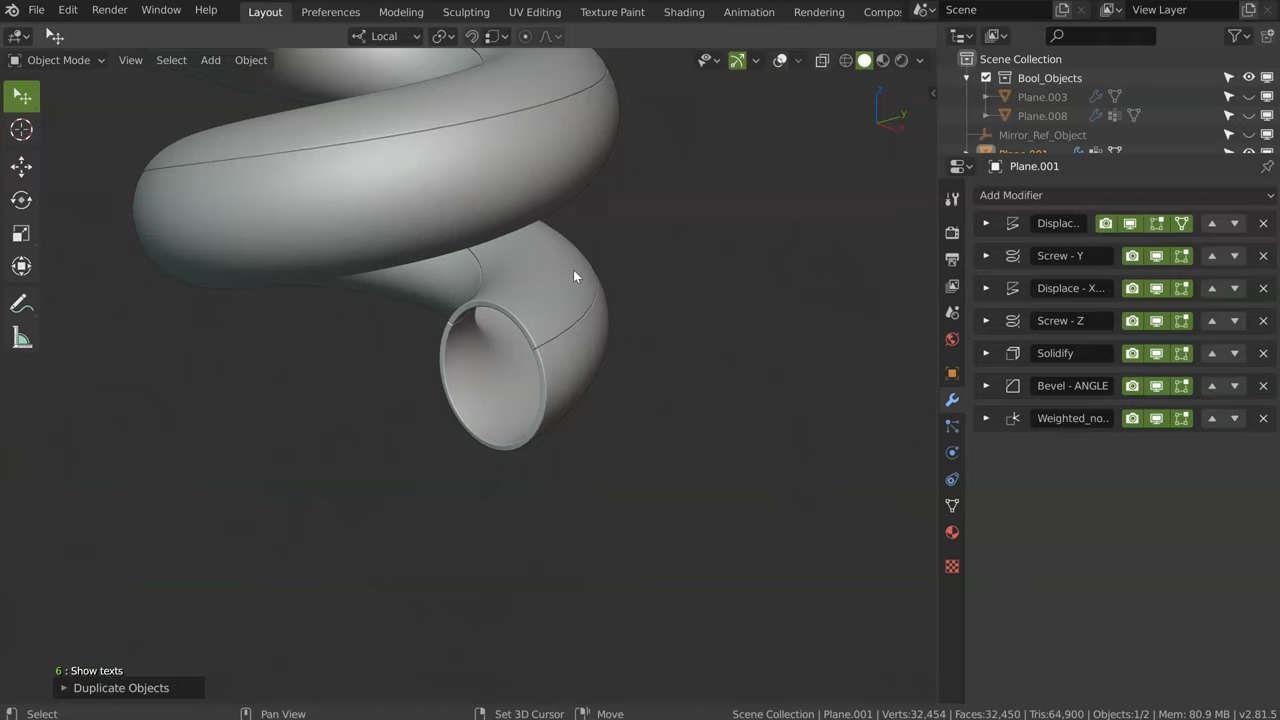 File Edit Render Window Help Layout Preferences Modeling Sculpting UV Editing Texture Paint Shading Animation Rendering Compos Scene View Layer
Local
Object Mode View Select Add Object
Scene Collection
Bool_Objects
Plane.003
Plane.008
Mirror_Ref_Object
Plane.001
z
y
x
Plane.001
Add Modifier
Displac..
Screw - Y
Displace - X...
Screw - Z
Solidify
Bevel - ANGLE
Weighted_no..
6 : Show texts
Duplicate Objects
Select Pan View Set 3D Cursor Move Scene Collection | Plane.001 | Verts:32,454 | Faces:32,450 | Tris:64,900 | Objects:1/2 | Mem: 80.9 MB | v2.81.5